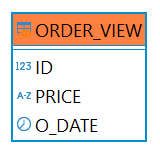 ORDER_VIEW
123 ID
A-Z PRICE
O_DATE